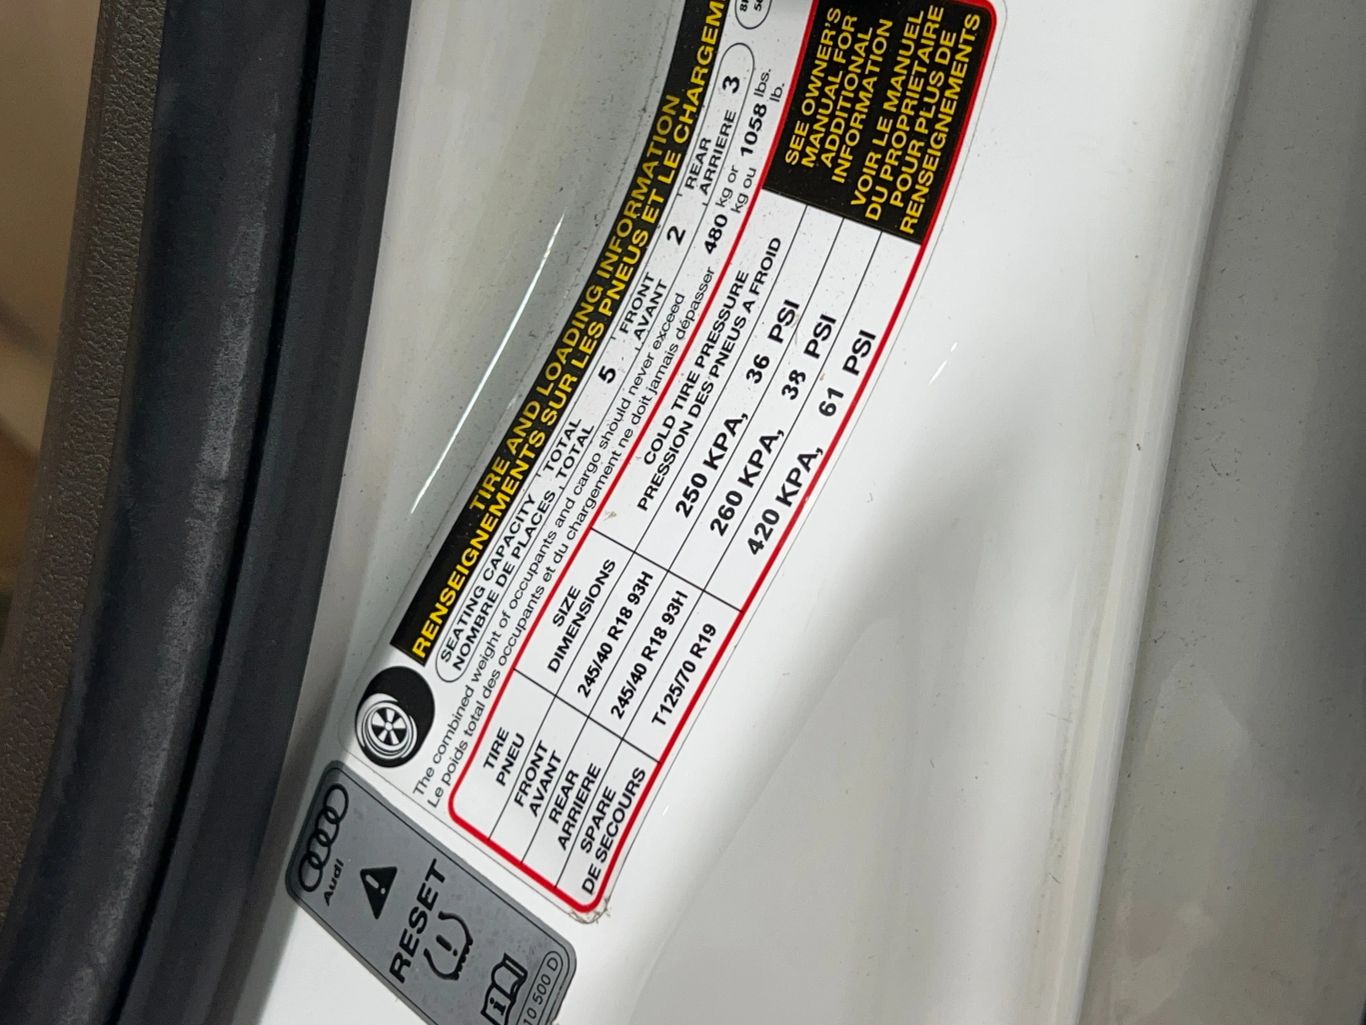 TIRE AND LOADING INFORMATION
RENSEIGNEMENTS SUR LES PNEUS ET LE CHARGEM
SEATING CAPACITY TOTAL 5 FRONT 2 REAR 3
NOMBRE DE PLACES TOTAL AVANT ARRIERE
The combined weight of occupants and cargo should never exceed 480 kg or 1058 lbs.
Le poids total des occupants et du chargement ne doit jamais dépasser kg ou lb.
TIRE SIZE COLD TIRE PRESSURE
PNEU DIMENSIONS PRESSION DES PNEUS A FROID
FRONT 245/40 R18 93H 250 KPA, 36 PSI
AVANT
REAR 245/40 R18 93H 260 KPA, 38 PSI
ARRIERE
SPARE T125/70 R19 420 KPA, 61 PSI
DE SECOURS
SEE OWNER'S
MANUAL FOR
ADDITIONAL
INFORMATION
VOIR LE MANUEL
DU PROPRIETAIRE
POUR PLUS DE
RENSEIGNEMENTS
Audi
RESET
10 500 D